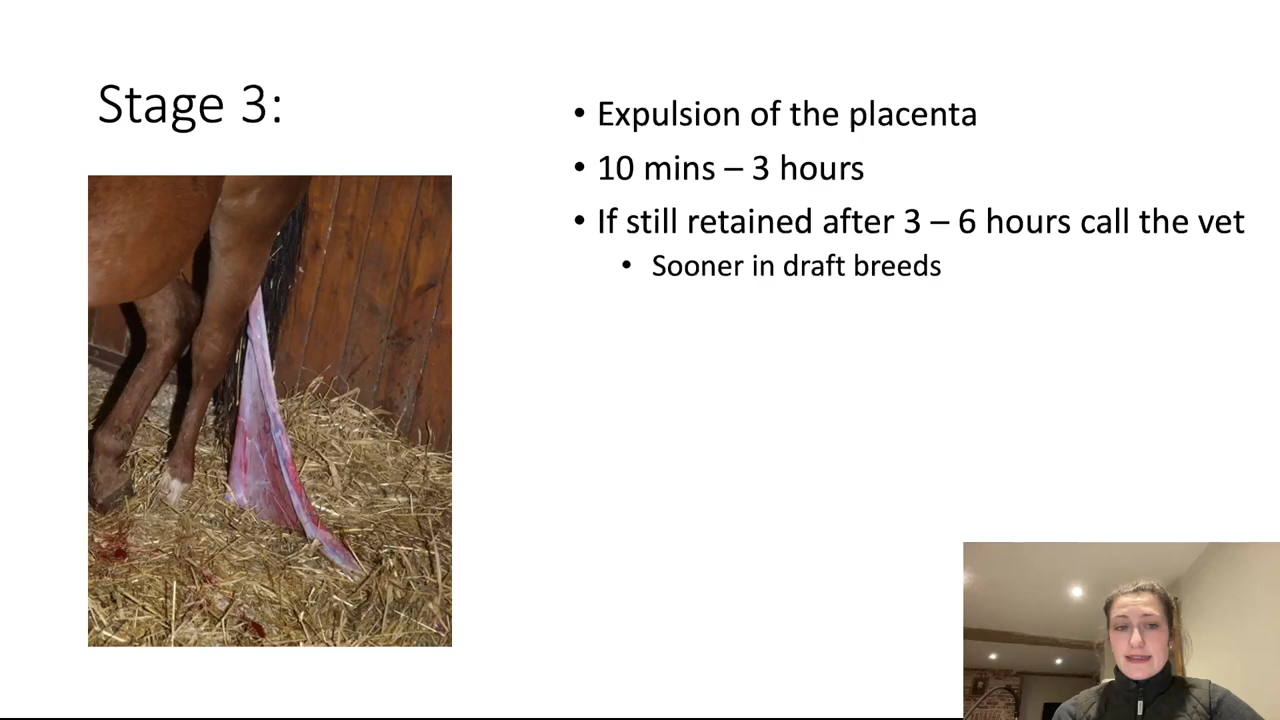 Stage 3:
• Expulsion of the placenta
• 10 mins – 3 hours
• If still retained after 3 – 6 hours call the vet
• Sooner in draft breeds